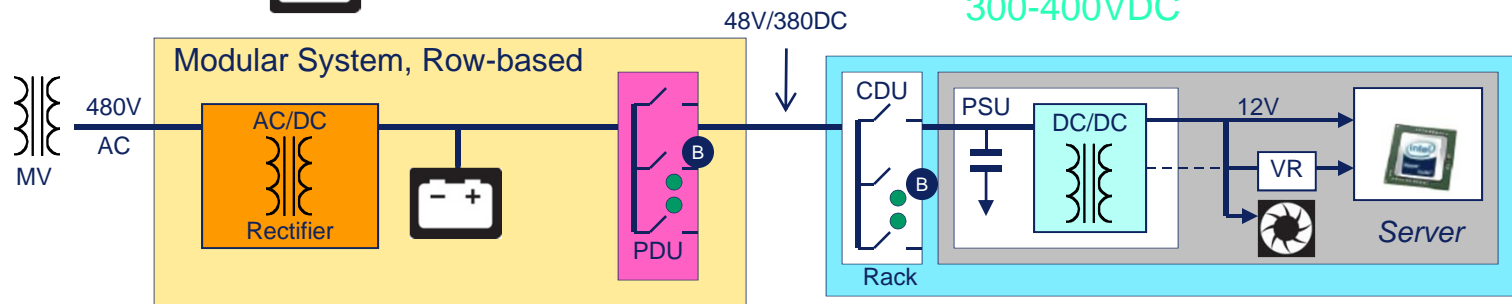 300-400VDC
48V/380DC
Modular System, Row-based
480V
AC
MV
AC/DC
Rectifier
− +
PDU
B
CDU
B
Rack
PSU
DC/DC
12V
VR
intel
Server